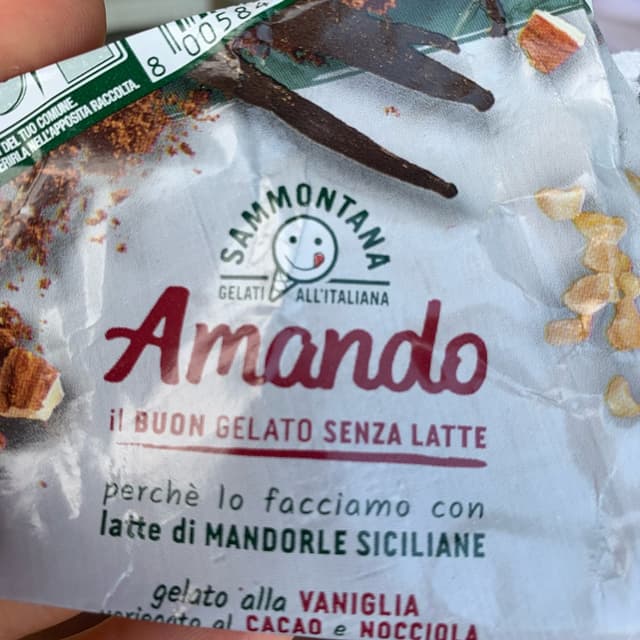 8 00584
DEL TUO COMUNE.
NELL'APPOSITA RACCOLTA.
SAMMONTANA
GELATI ALL'ITALIANA
Amando
il BUON GELATO SENZA LATTE
perchè lo facciamo con
latte di MANDORLE SICILIANE
gelato alla VANIGLIA
variegato al CACAO e NOCCIOLA